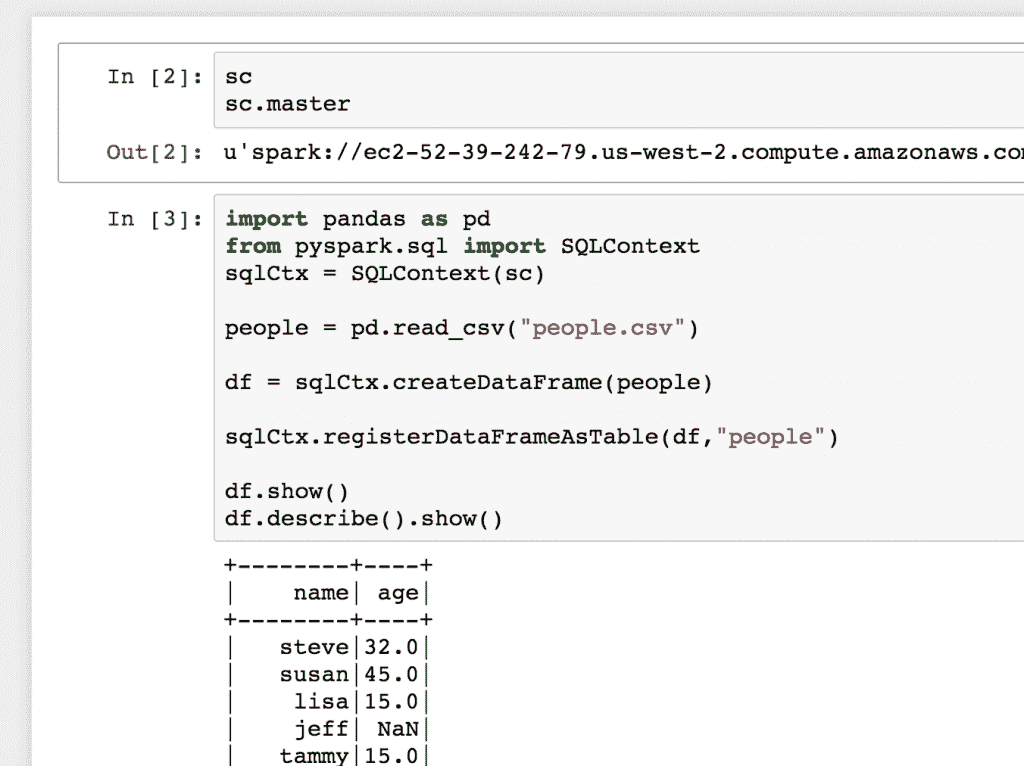 In [2]: sc
sc.master
Out[2]: u'spark://ec2-52-39-242-79.us-west-2.compute.amazonaws.co
In [3]: import pandas as pd
from pyspark.sql import SQLContext
sqlCtx = SQLContext(sc)
people = pd.read_csv("people.csv")
df = sqlCtx.createDataFrame(people)
sqlCtx.registerDataFrameAsTable(df,"people")
df.show()
df.describe().show()
+--------+----+
|    name| age|
+--------+----+
|   steve|32.0|
|   susan|45.0|
|    lisa|15.0|
|    jeff| NaN|
|   tammy|15.0|